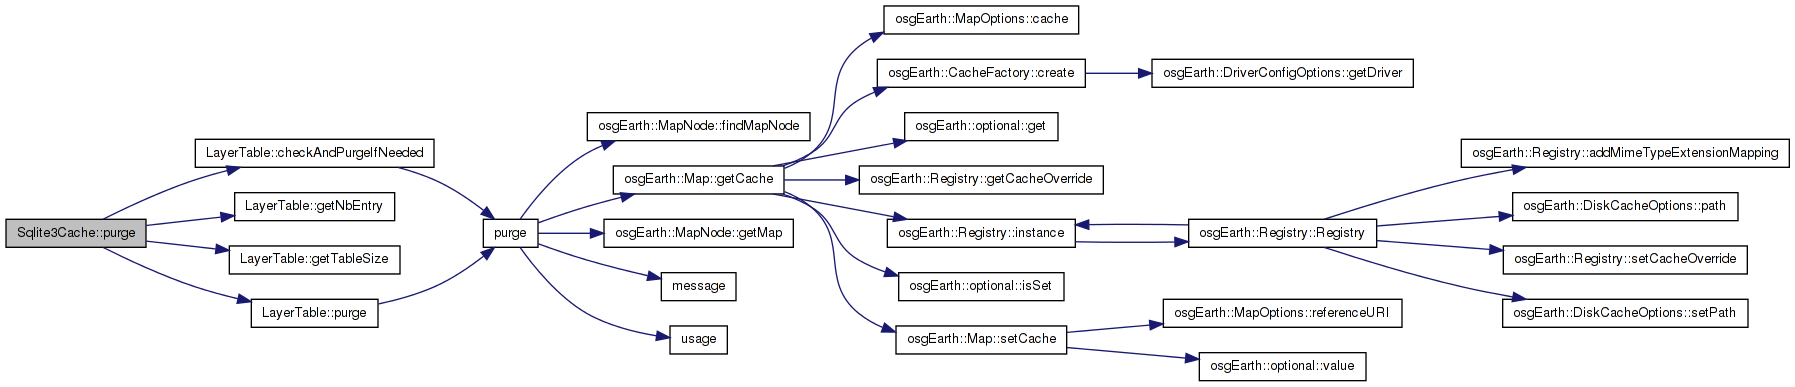 Sqlite3Cache::purge
LayerTable::checkAndPurgeIfNeeded
LayerTable::getNbEntry
LayerTable::getTableSize
LayerTable::purge
purge
osgEarth::MapNode::findMapNode
osgEarth::Map::getCache
osgEarth::MapNode::getMap
message
usage
osgEarth::MapOptions::cache
osgEarth::CacheFactory::create
osgEarth::optional::get
osgEarth::Registry::getCacheOverride
osgEarth::Registry::instance
osgEarth::optional::isSet
osgEarth::Map::setCache
osgEarth::DriverConfigOptions::getDriver
osgEarth::Registry::Registry
osgEarth::MapOptions::referenceURI
osgEarth::optional::value
osgEarth::Registry::addMimeTypeExtensionMapping
osgEarth::DiskCacheOptions::path
osgEarth::Registry::setCacheOverride
osgEarth::DiskCacheOptions::setPath